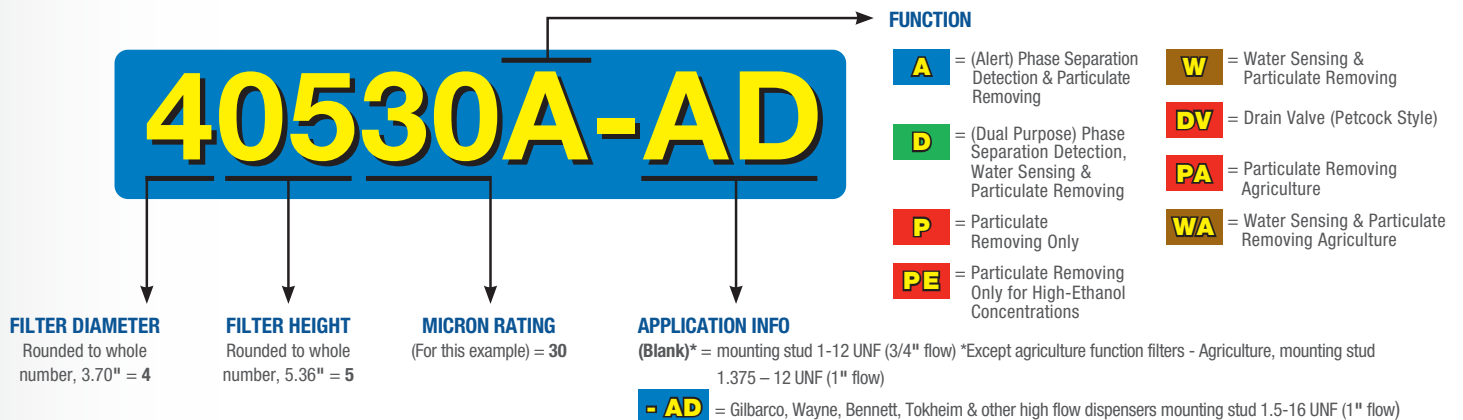 FUNCTION
40530A-AD
A = (Alert) Phase Separation
Detection & Particulate
Removing
D = (Dual Purpose) Phase
Separation Detection,
Water Sensing &
Particulate Removing
P = Particulate
Removing Only
PE = Particulate Removing
Only for High-Ethanol
Concentrations
W = Water Sensing &
Particulate Removing
DV = Drain Valve (Petcock Style)
PA = Particulate Removing
Agriculture
WA = Water Sensing & Particulate
Removing Agriculture
FILTER DIAMETER
Rounded to whole
number, 3.70" = 4
FILTER HEIGHT
Rounded to whole
number, 5.36" = 5
MICRON RATING
(For this example) = 30
APPLICATION INFO
(Blank)* = mounting stud 1-12 UNF (3/4" flow) *Except agriculture function filters - Agriculture, mounting stud
1.375 – 12 UNF (1" flow)
- AD = Gilbarco, Wayne, Bennett, Tokheim & other high flow dispensers mounting stud 1.5-16 UNF (1" flow)